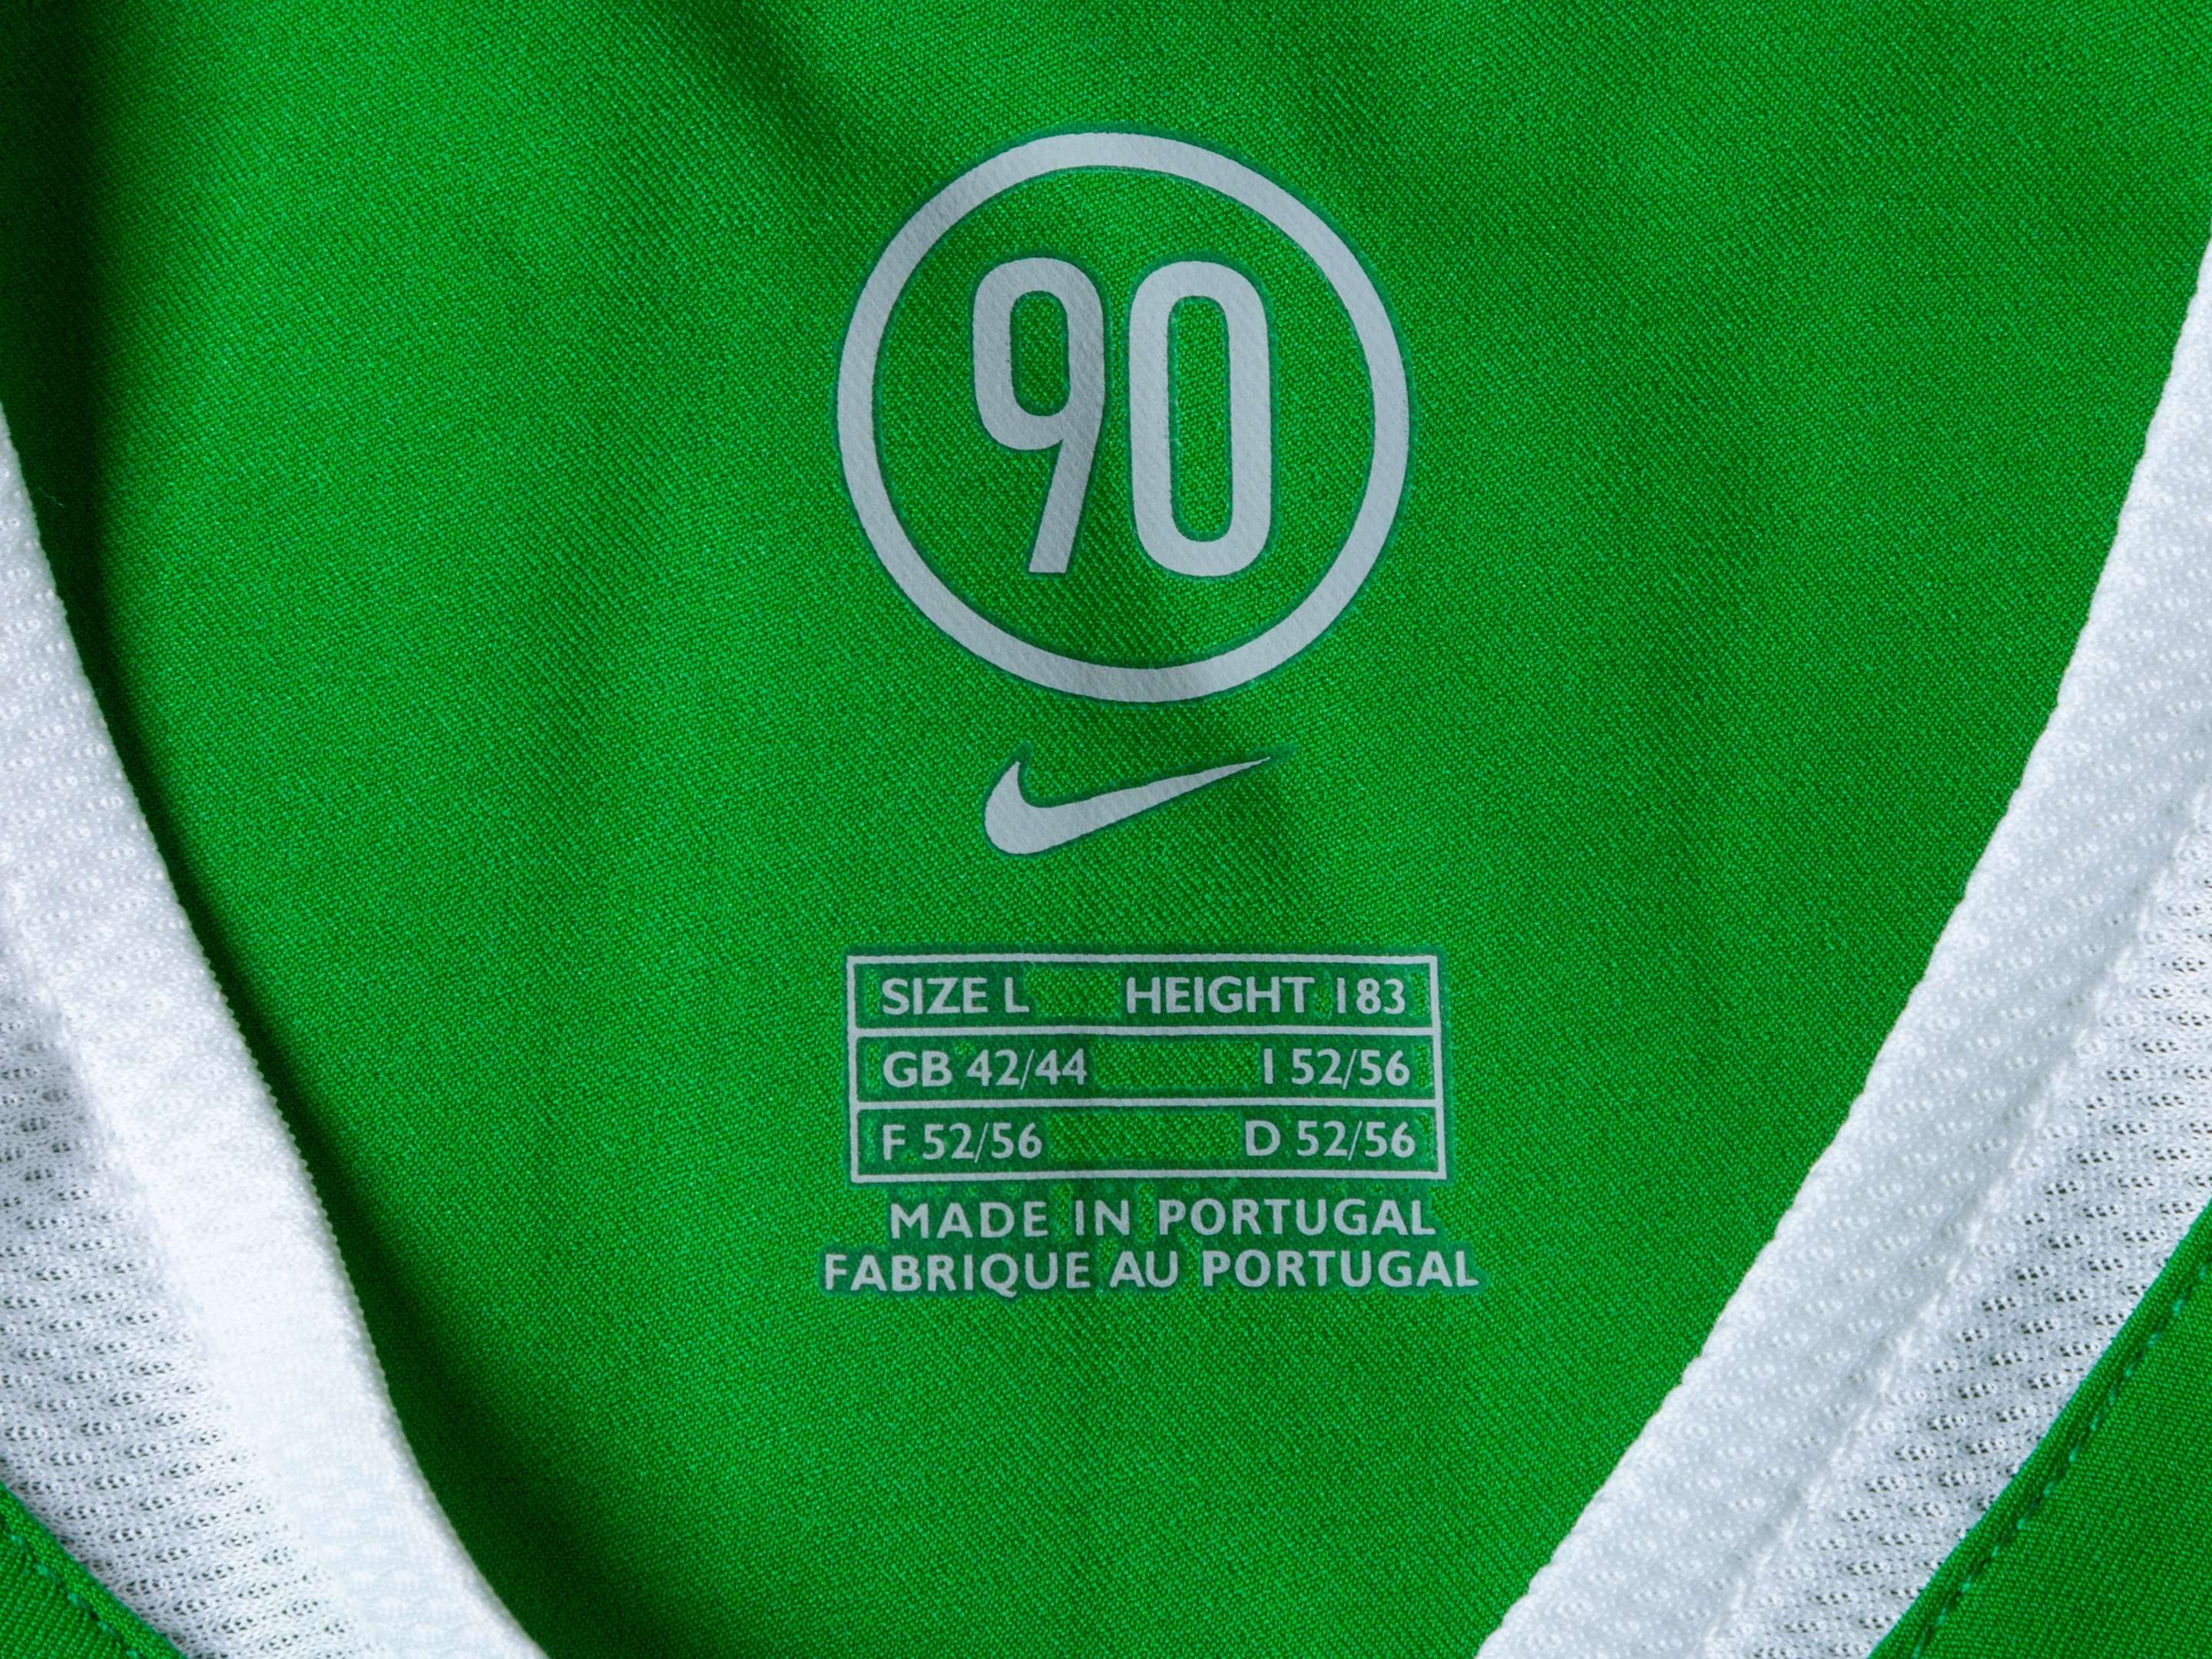 90
SIZE L HEIGHT 183
GB 42/44 I 52/56
F 52/56 D 52/56
MADE IN PORTUGAL
FABRIQUE AU PORTUGAL